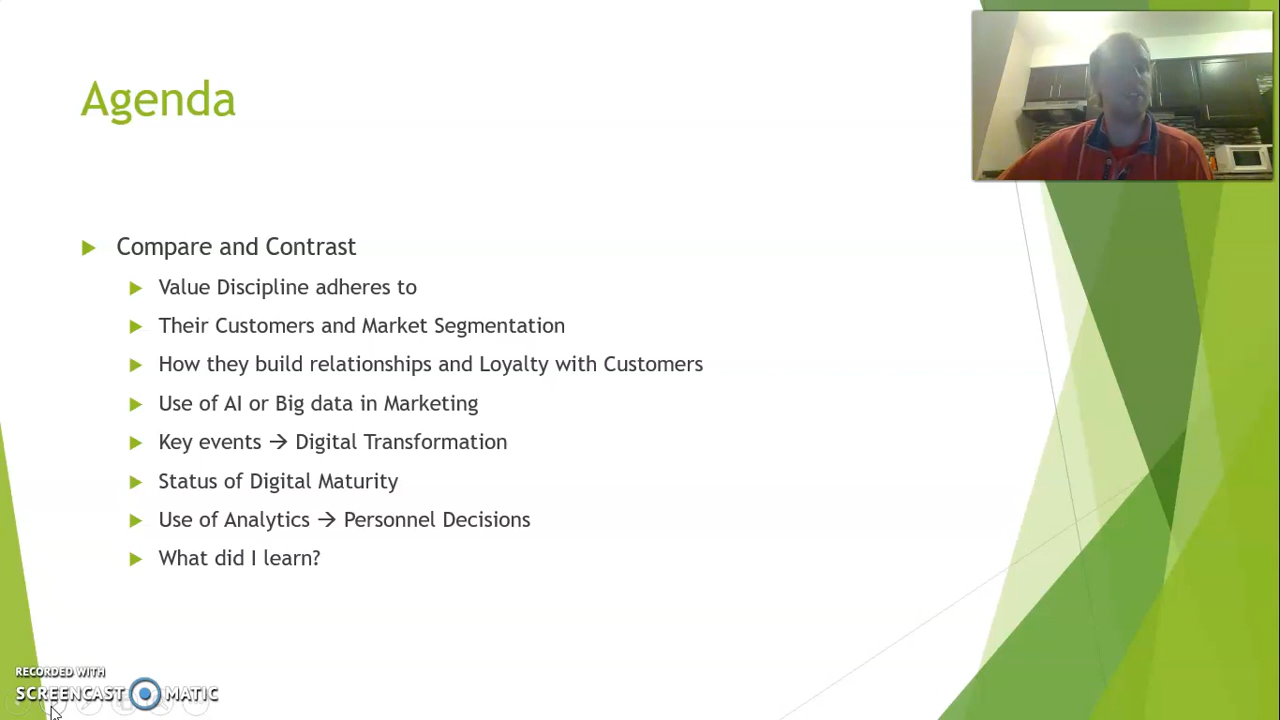 Agenda
Compare and Contrast
Value Discipline adheres to
Their Customers and Market Segmentation
How they build relationships and Loyalty with Customers
Use of AI or Big data in Marketing
Key events → Digital Transformation
Status of Digital Maturity
Use of Analytics → Personnel Decisions
What did I learn?
RECORDED WITH
SCREENCAST MATIC